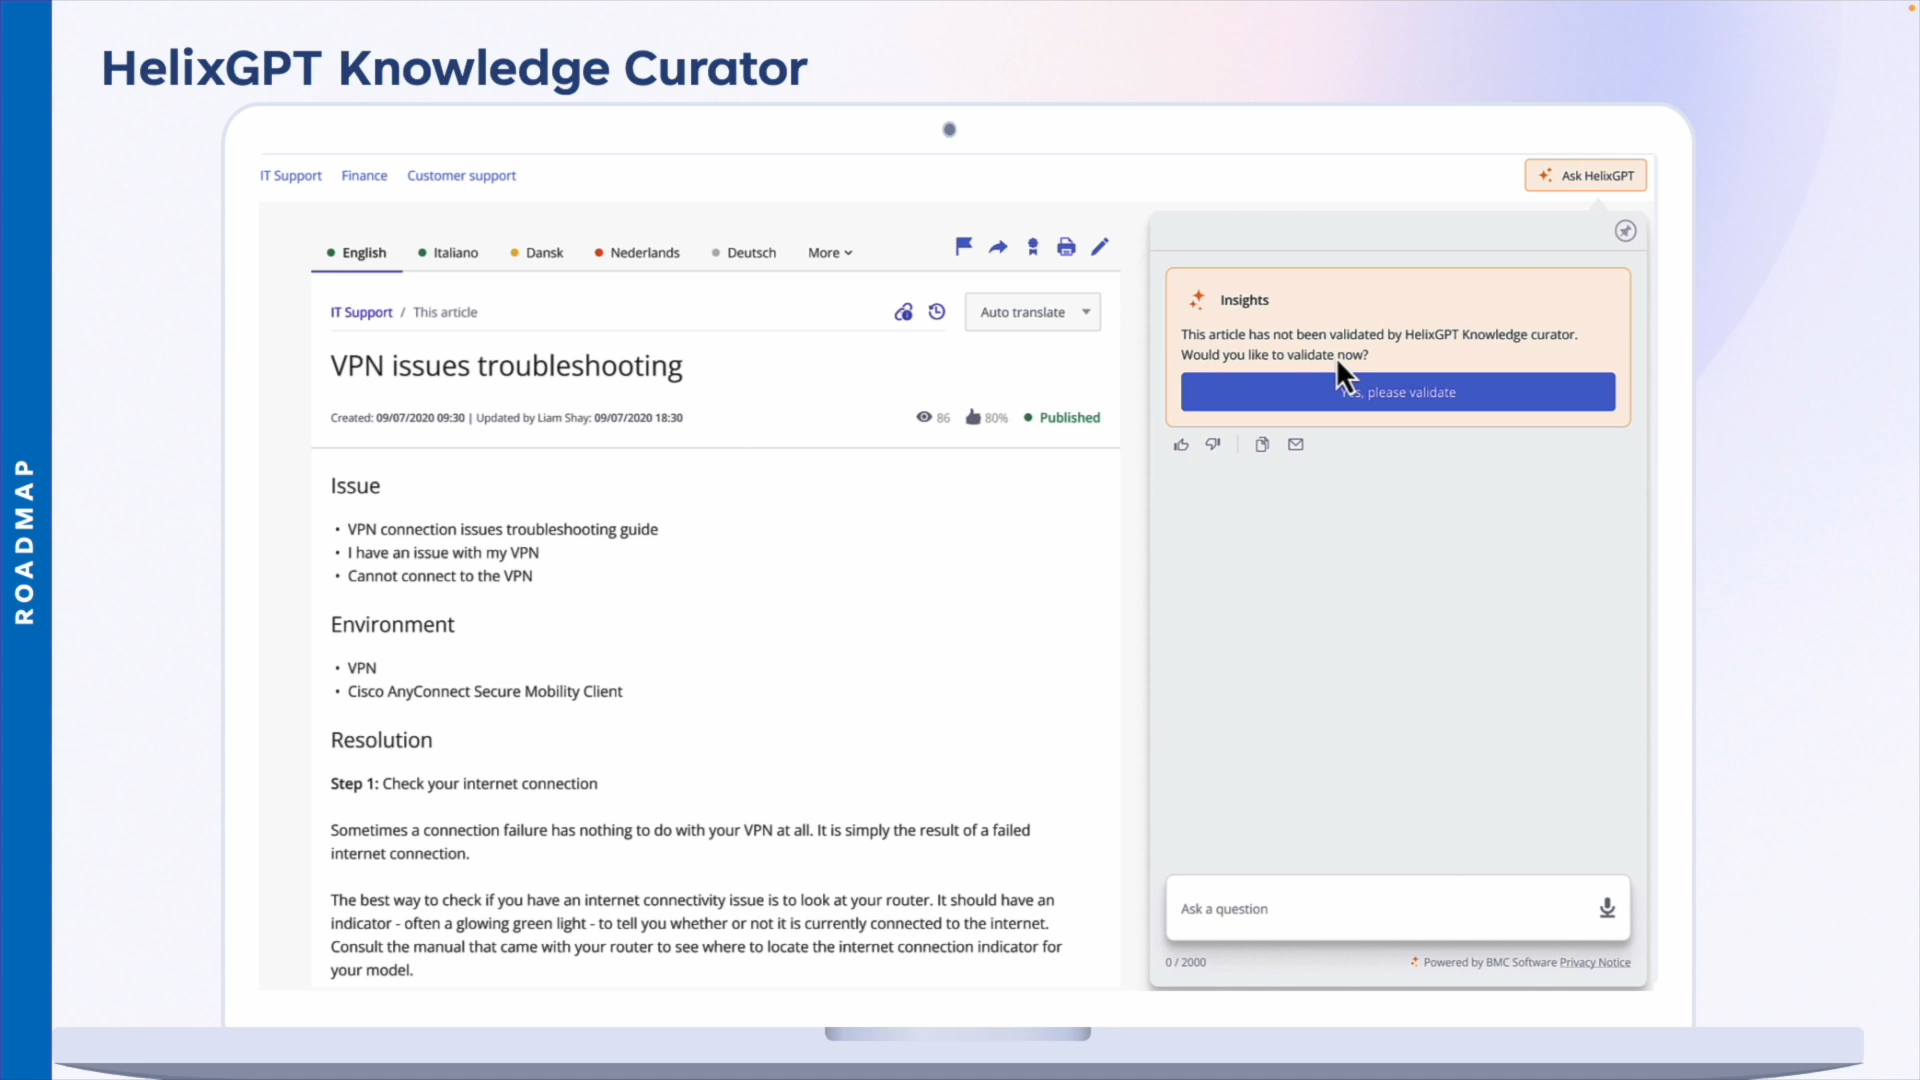 HelixGPT Knowledge Curator
ROADMAP
IT Support Finance Customer support
Ask HelixGPT
English Italiano Dansk Nederlands Deutsch More
IT Support / This article
Auto translate
VPN issues troubleshooting
Created: 09/07/2020 09:30 | Updated by Liam Shay: 09/07/2020 18:30
86 80% Published
Issue
• VPN connection issues troubleshooting guide
• I have an issue with my VPN
• Cannot connect to the VPN
Environment
• VPN
• Cisco AnyConnect Secure Mobility Client
Resolution
Step 1: Check your internet connection
Sometimes a connection failure has nothing to do with your VPN at all. It is simply the result of a failed
internet connection.
The best way to check if you have an internet connectivity issue is to look at your router. It should have an
indicator - often a glowing green light - to tell you whether or not it is currently connected to the internet.
Consult the manual that came with your router to see where to locate the internet connection indicator for
your model.
Insights
This article has not been validated by HelixGPT Knowledge curator.
Would you like to validate now?
Yes, please validate
Ask a question
0 / 2000
Powered by BMC Software Privacy Notice